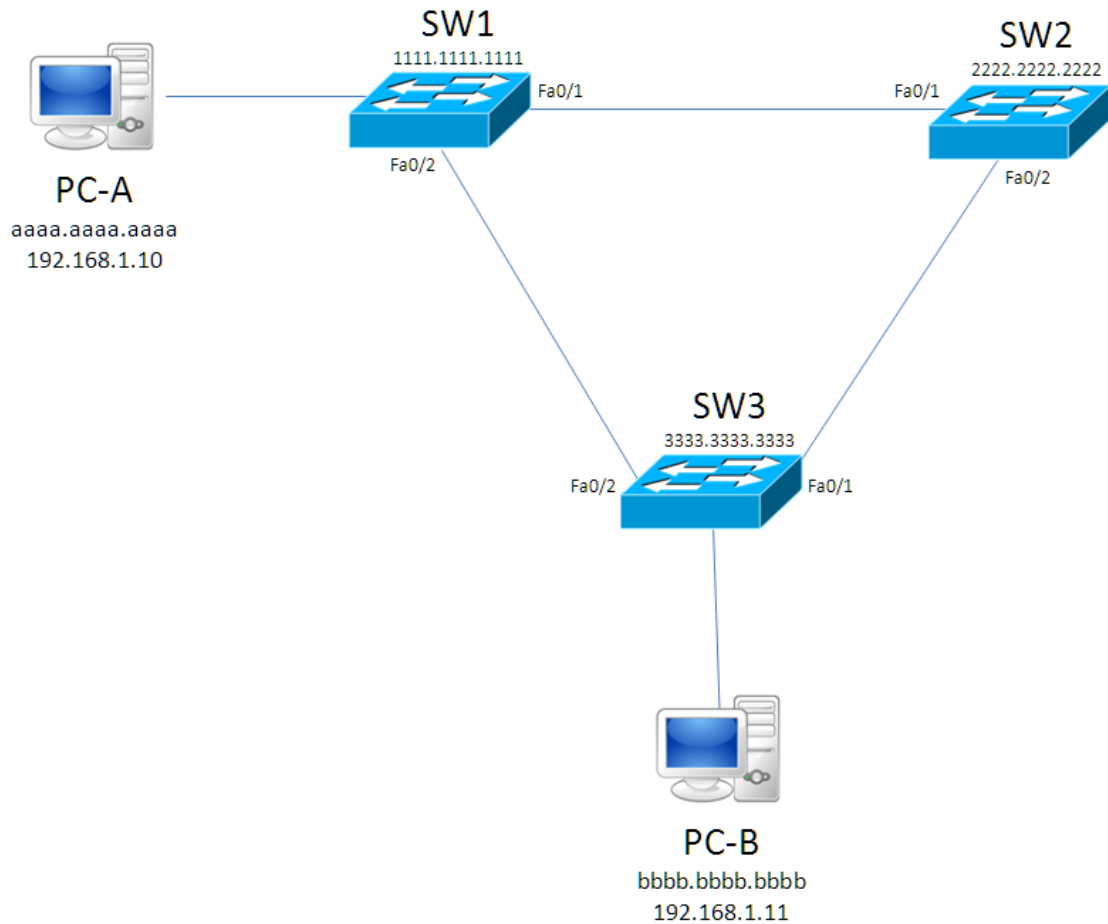 SW1
1111.1111.1111
SW2
2222.2222.2222
Fa0/1
Fa0/1
Fa0/2
Fa0/2
PC-A
aaaa.aaaa.aaaa
192.168.1.10
SW3
3333.3333.3333
Fa0/2
Fa0/1
PC-B
bbbb.bbbb.bbbb
192.168.1.11